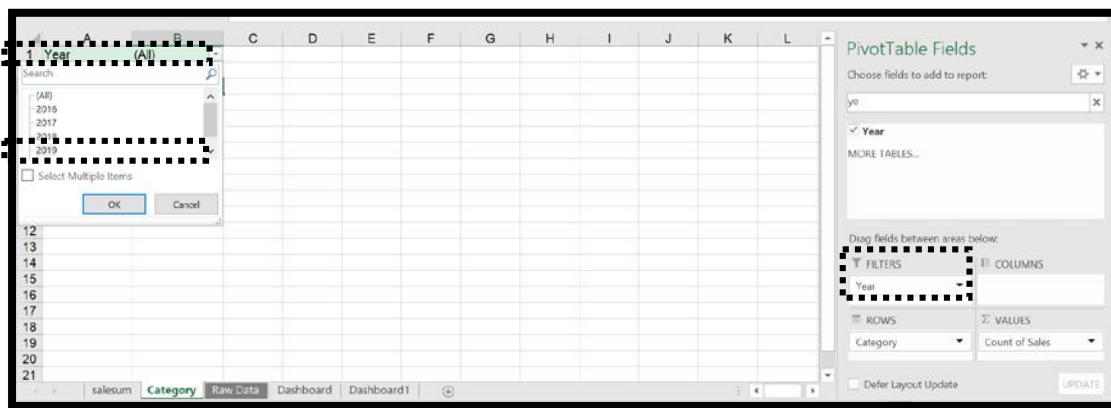 A B C D E F G H I J K L
1 Year (All)
Search
(All)
2016
2017
2018
2019
Select Multiple Items
OK Cancel
12
13
14
15
16
17
18
19
20
21
salesum Category Raw Data Dashboard Dashboard1
PivotTable Fields
Choose fields to add to report:
ye
Year
MORE TABLES...
Drag fields between areas below:
FILTERS COLUMNS
Year
ROWS Σ VALUES
Category Count of Sales
Defer Layout Update UPDATE